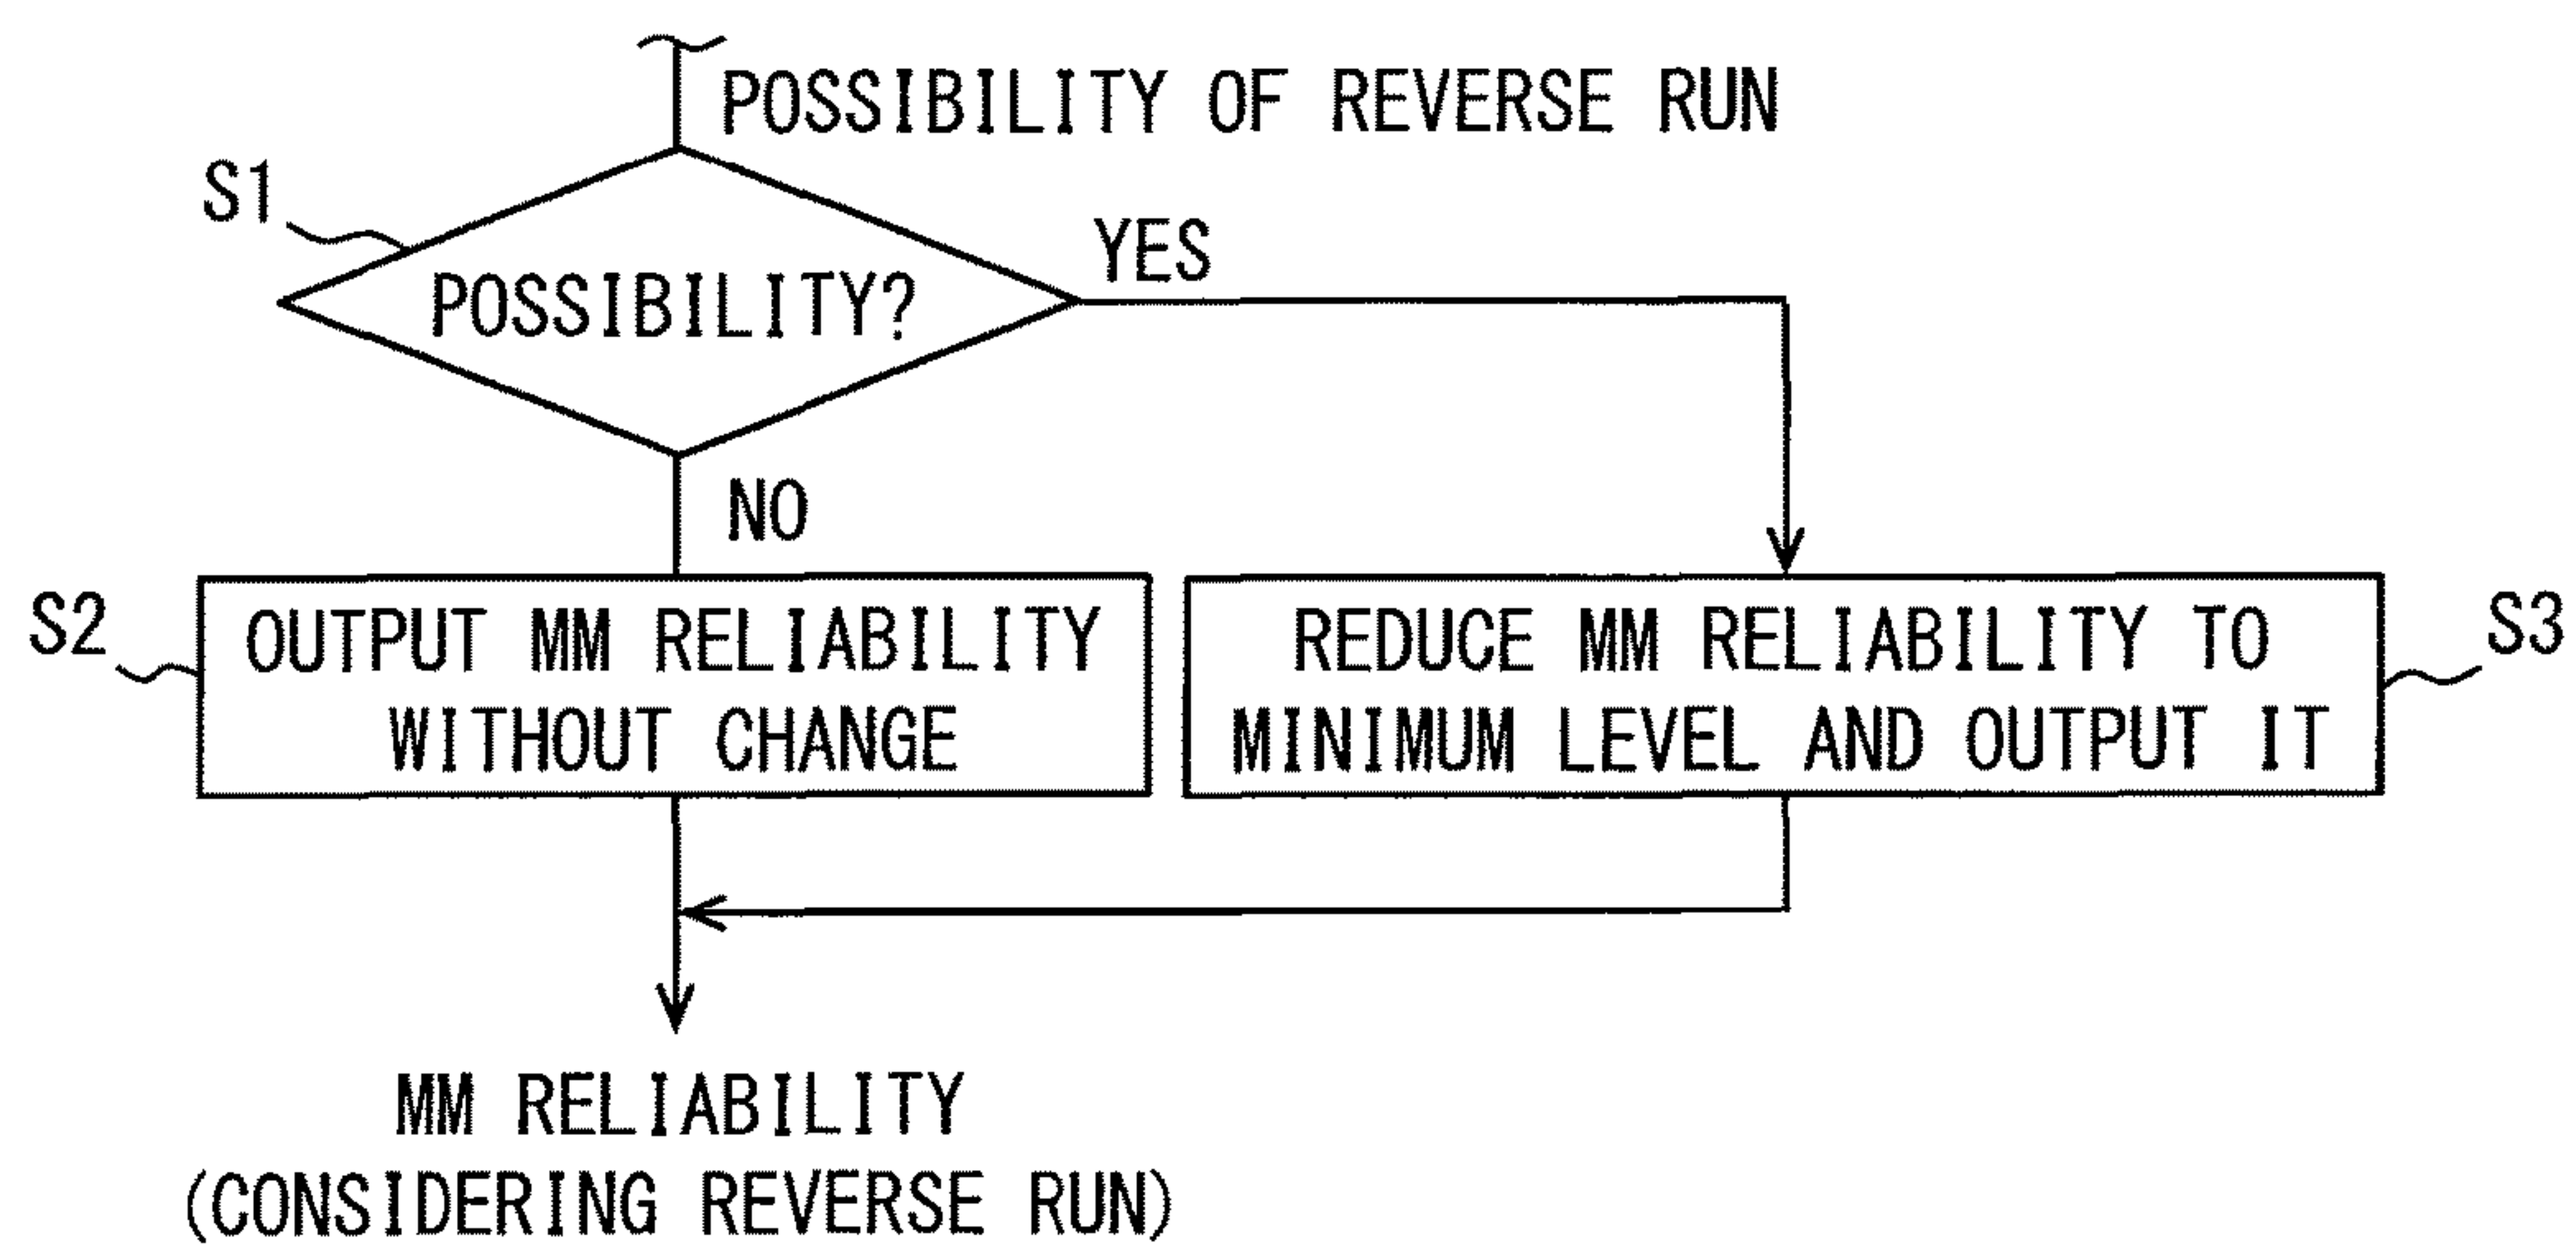 POSSIBILITY OF REVERSE RUN
S1
YES
POSSIBILITY?
NO
S2
OUTPUT MM RELIABILITY
WITHOUT CHANGE
REDUCE MM RELIABILITY TO
MINIMUM LEVEL AND OUTPUT IT
S3
MM RELIABILITY
(CONSIDERING REVERSE RUN)